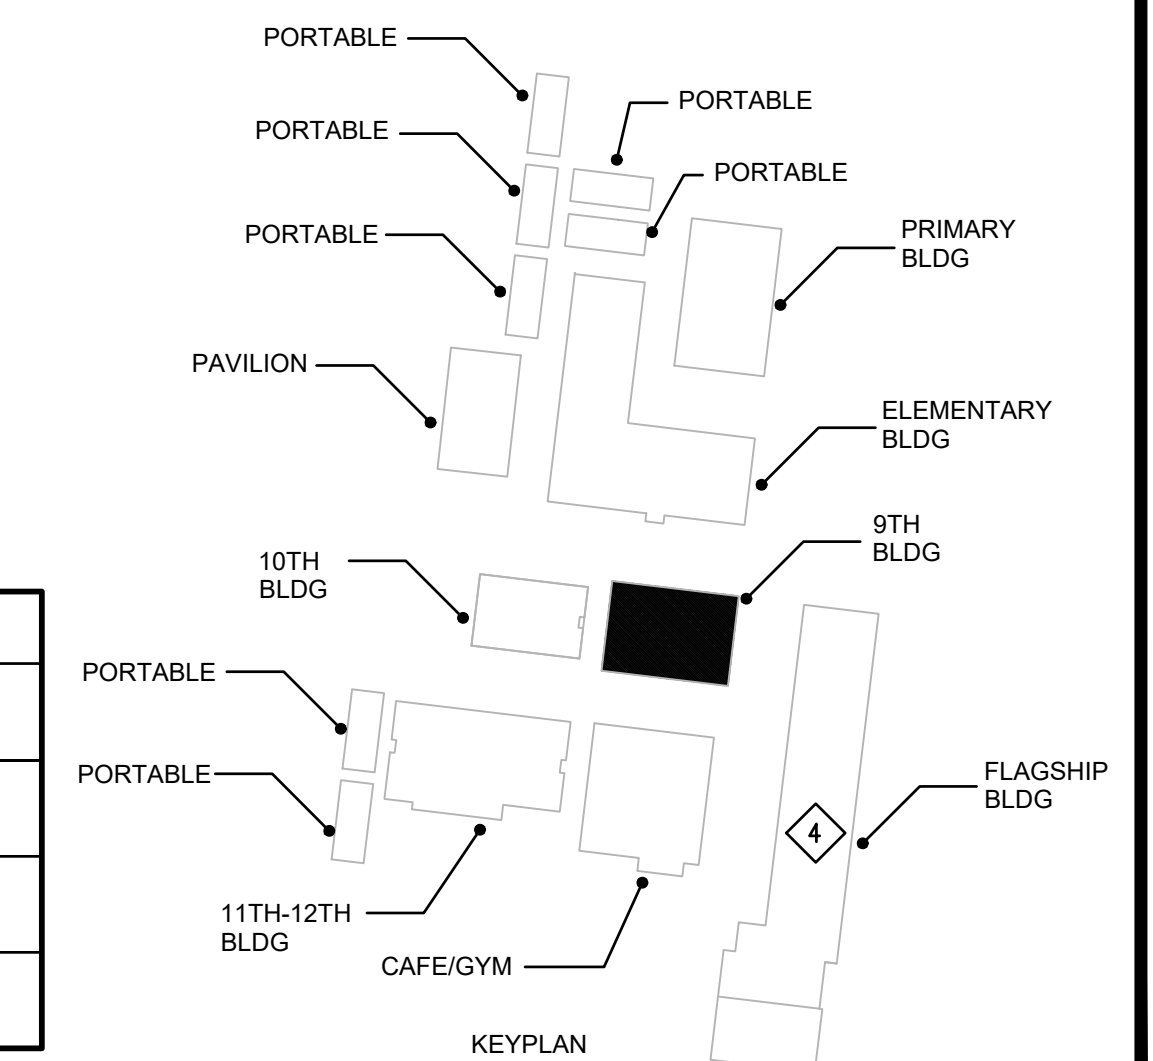 PORTABLE
PORTABLE
PORTABLE
PORTABLE
PORTABLE
PRIMARY
BLDG
PAVILION
ELEMENTARY
BLDG
9TH
BLDG
10TH
BLDG
PORTABLE
PORTABLE
FLAGSHIP
BLDG
4
11TH-12TH
BLDG
CAFE/GYM
KEYPLAN